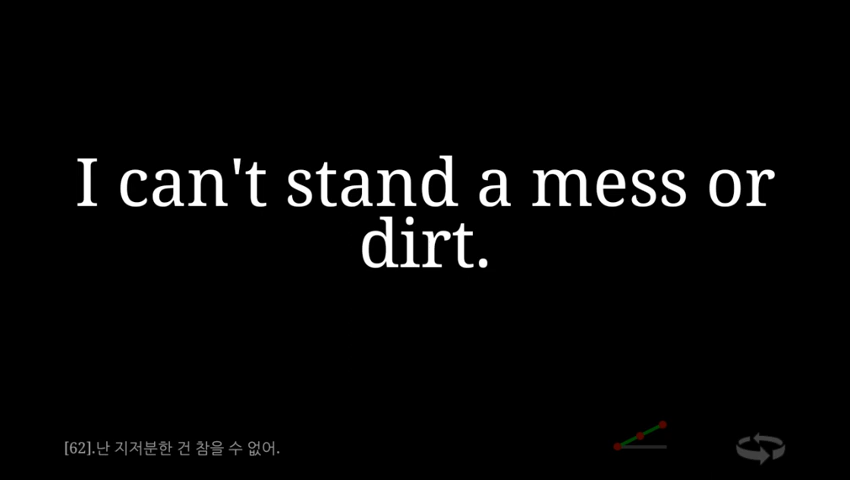 I can't stand a mess or
dirt.
[62].난 지저분한 건 참을 수 없어.